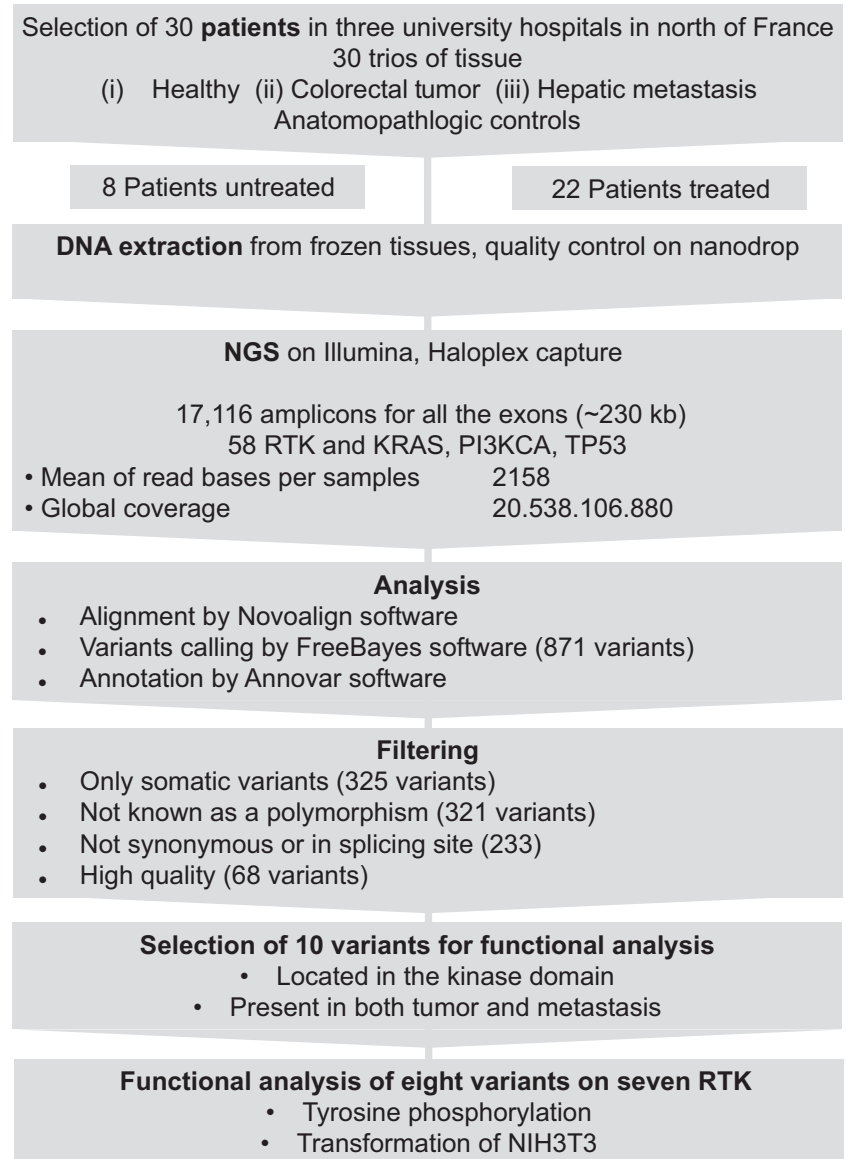 Selection of 30 patients in three university hospitals in north of France
30 trios of tissue
(i) Healthy (ii) Colorectal tumor (iii) Hepatic metastasis
Anatomopathlogic controls
8 Patients untreated
22 Patients treated
DNA extraction from frozen tissues, quality control on nanodrop
NGS on Illumina, Haloplex capture
17,116 amplicons for all the exons (~230 kb)
58 RTK and KRAS, PI3KCA, TP53
• Mean of read bases per samples 2158
• Global coverage 20.538.106.880
Analysis
• Alignment by Novoalign software
• Variants calling by FreeBayes software (871 variants)
• Annotation by Annovar software
Filtering
• Only somatic variants (325 variants)
• Not known as a polymorphism (321 variants)
• Not synonymous or in splicing site (233)
• High quality (68 variants)
Selection of 10 variants for functional analysis
• Located in the kinase domain
• Present in both tumor and metastasis
Functional analysis of eight variants on seven RTK
• Tyrosine phosphorylation
• Transformation of NIH3T3